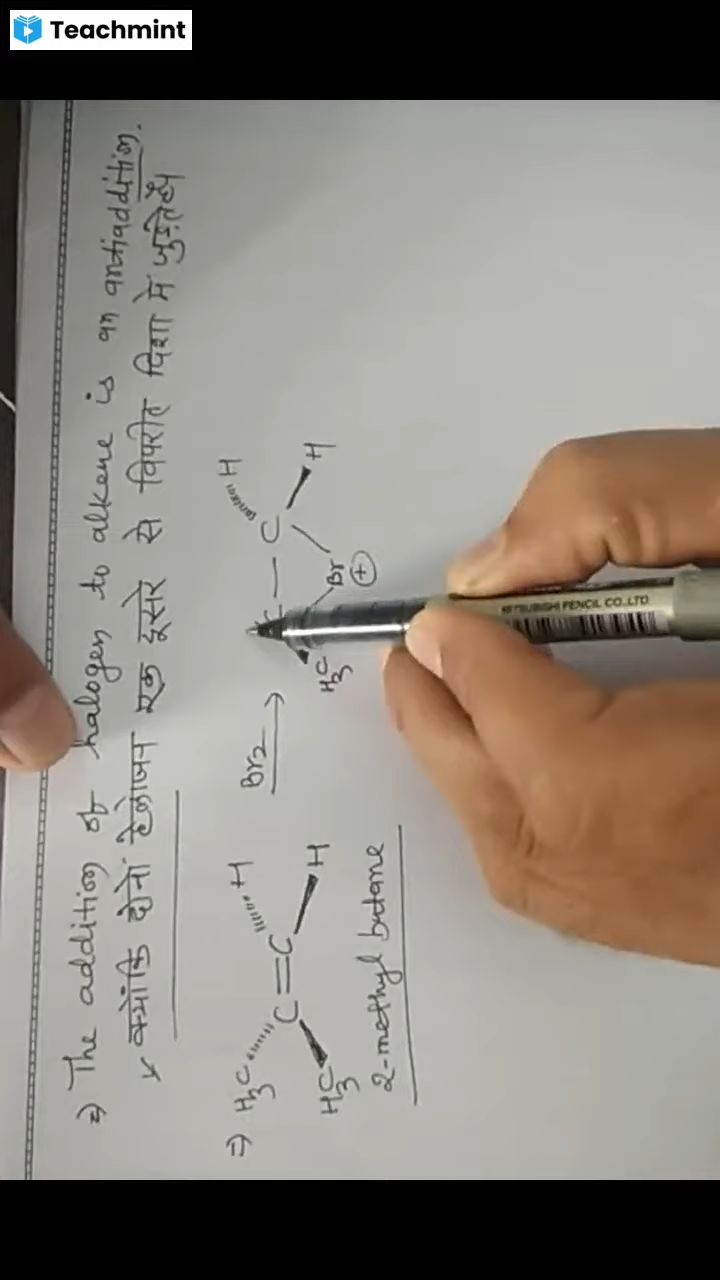 Teachmint
⇒ The addition of halogen to alkene is an antiaddition.
क्योंकि दोनों हैलोजन एक दूसरे से विपरीत दिशा में जुड़ते हैं
⇒ H3C H Br2 H
C=C C
H3C H H3C Br + H
2-methyl butane
MITSUBISHI PENCIL CO.,LTD.